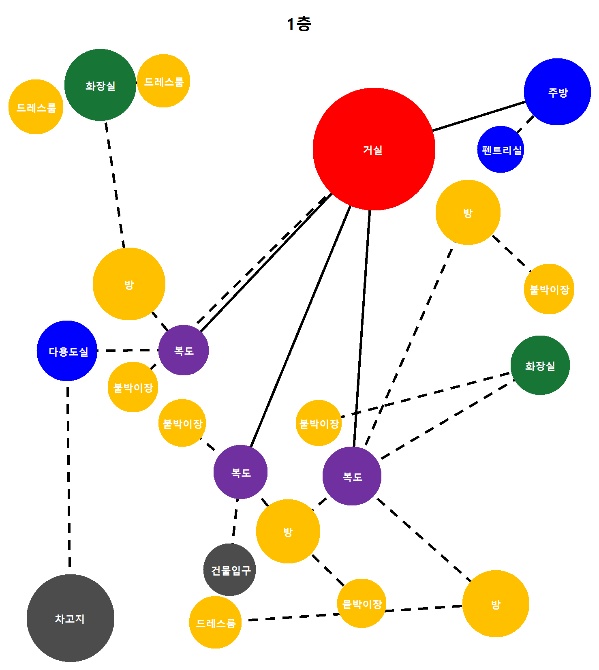 1층
화장실
드레스룸
드레스룸
주방
거실
펜트리실
방
방
붙박이장
다용도실
복도
화장실
붙박이장
붙박이장
붙박이장
복도
복도
방
건물입구
붙박이장
방
차고지
드레스룸